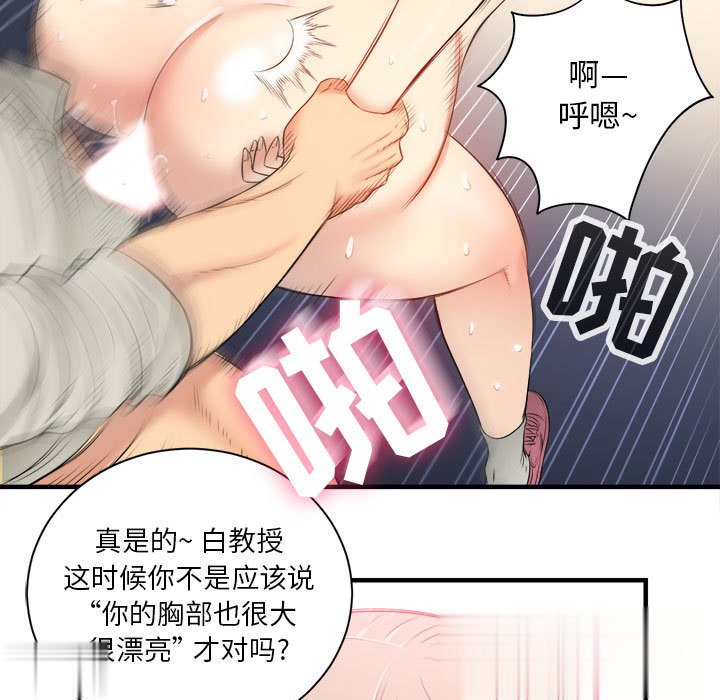 啊—
呼嗯~
啪
啪
真是的~ 白教授
这时候你不是应该说
“你的胸部也很大
很漂亮” 才对吗?